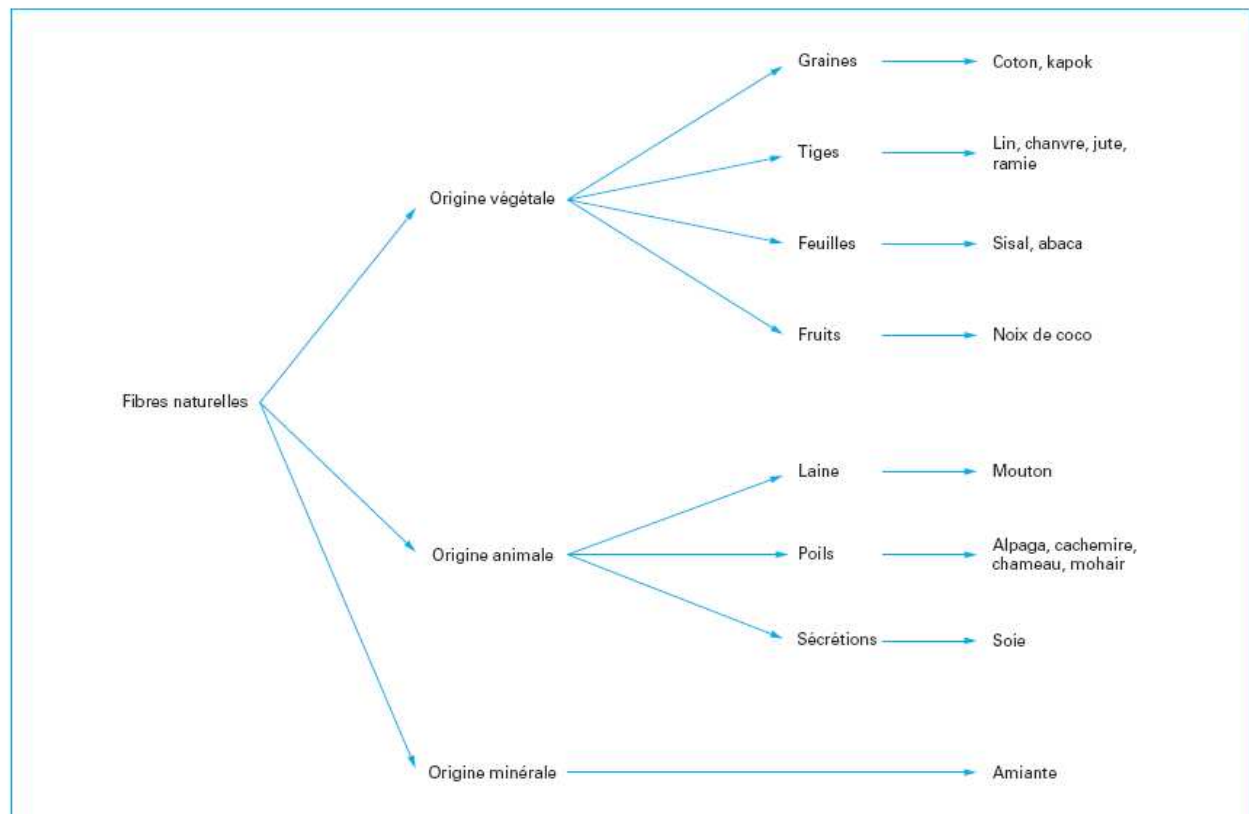 Graines
Coton, kapok
Tiges
Lin, chanvre, jute,
ramie
Origine végétale
Feuilles
Sisal, abaca
Fruits
Noix de coco
Fibres naturelles
Laine
Mouton
Origine animale
Poils
Alpaga, cachemire,
chameau, mohair
Sécrétions
Soie
Origine minérale
Amiante